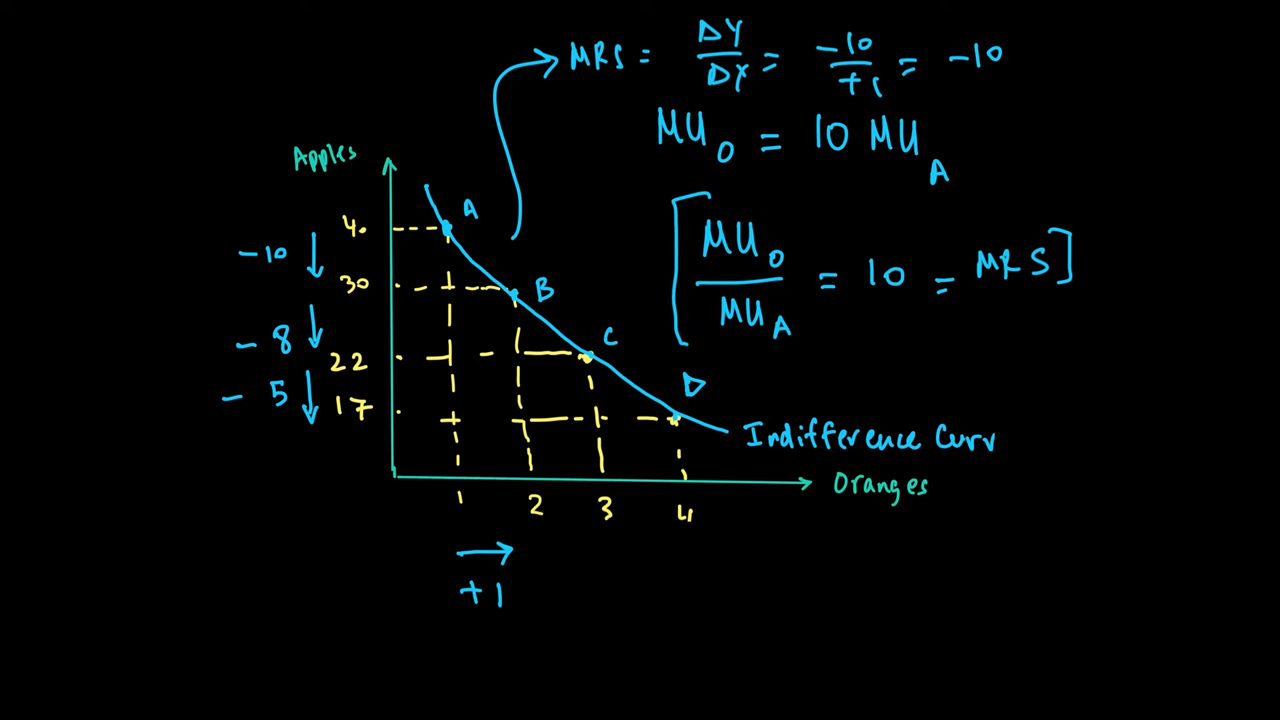 MRS = ΔY/ΔX = -10/+1 = -10
MU_O = 10 MU_A
[MU_O/MU_A = 10 = MRS]
Apples
A
40
-10
30
B
-8
C
22
-5
17
D
Indifference Curv
Oranges
1 2 3 4
+1